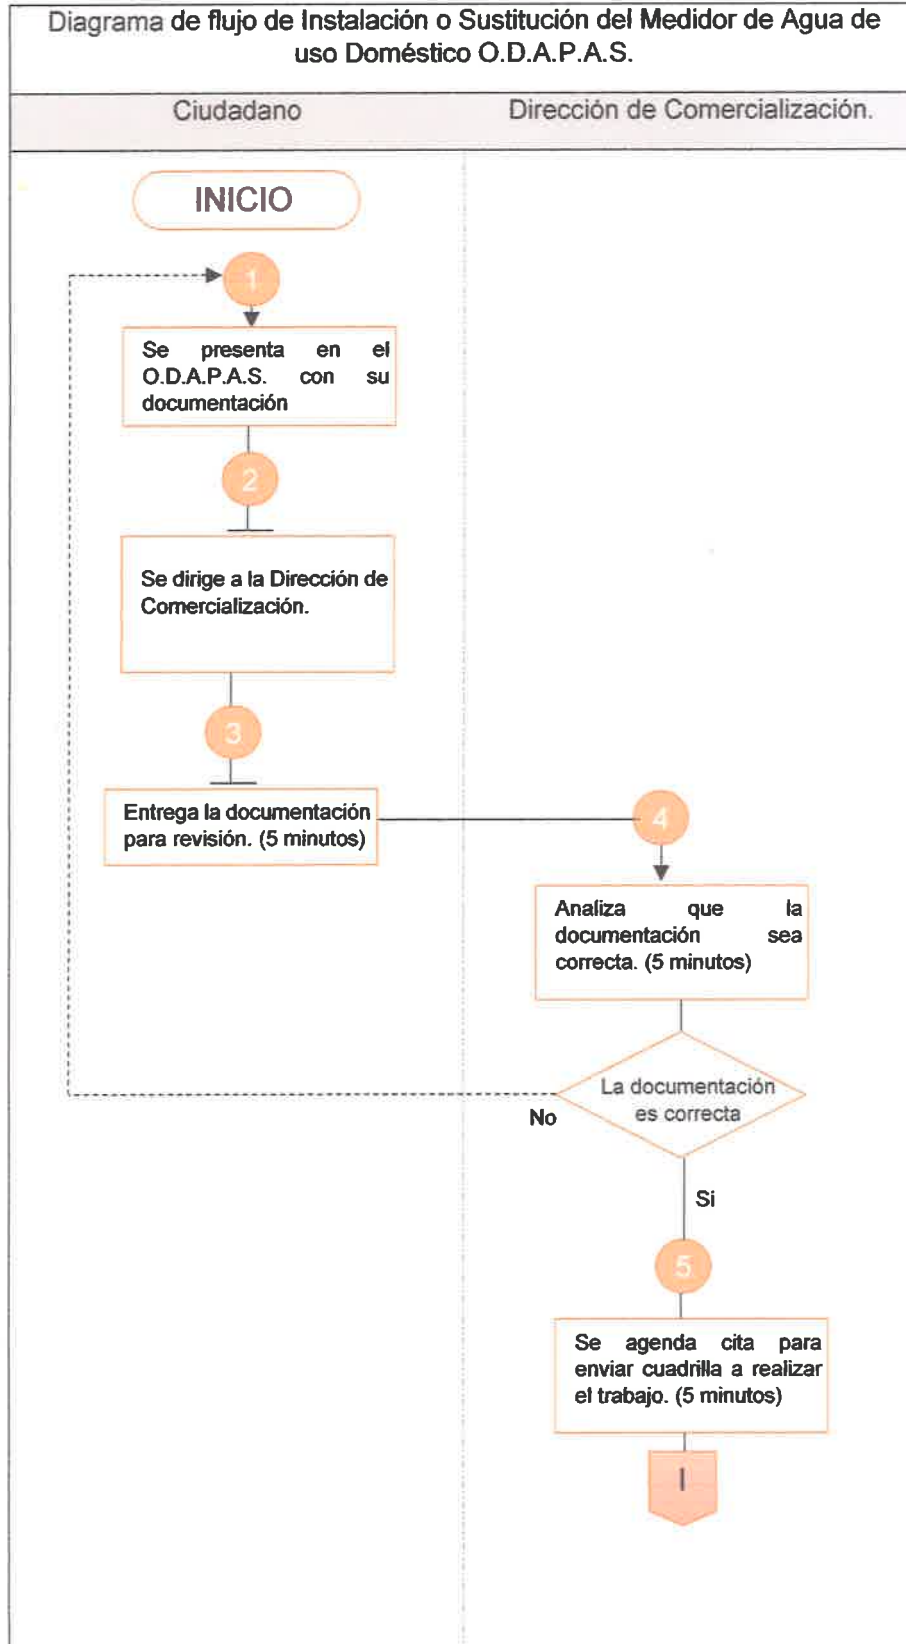 Diagrama de flujo de Instalación o Sustitución del Medidor de Agua de
uso Doméstico O.D.A.P.A.S.
Ciudadano
Dirección de Comercialización.
INICIO
1
Se presenta en el
O.D.A.P.A.S. con su
documentación
2
Se dirige a la Dirección de
Comercialización.
3
Entrega la documentación
para revisión. (5 minutos)
4
Analiza que la
documentación sea
correcta. (5 minutos)
La documentación
es correcta
No
Si
5
Se agenda cita para
enviar cuadrilla a realizar
el trabajo. (5 minutos)
I